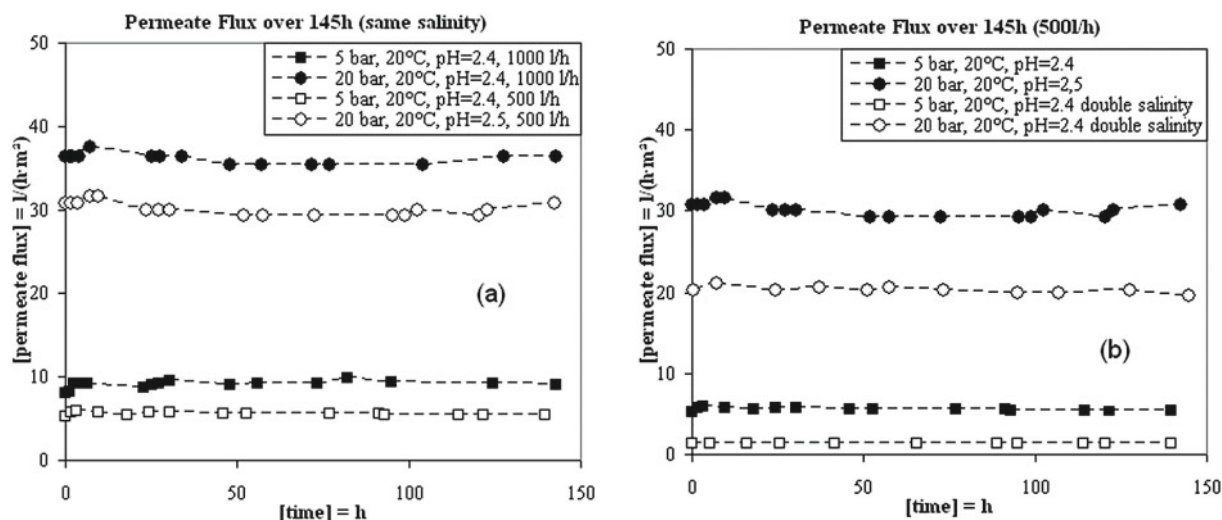 Permeate Flux over 145h (same salinity)
50
40
30
20
10
0
[permeate flux] = l/(h·m²)
5 bar, 20°C, pH=2.4, 1000 l/h
20 bar, 20°C, pH=2.4, 1000 l/h
5 bar, 20°C, pH=2.4, 500 l/h
20 bar, 20°C, pH=2.5, 500 l/h
(a)
0 50 100 150
[time] = h
Permeate Flux over 145h (500l/h)
50
40
30
20
10
0
[permeate flux] = l/(h·m²)
5 bar, 20°C, pH=2.4
20 bar, 20°C, pH=2,5
5 bar, 20°C, pH=2.4 double salinity
20 bar, 20°C, pH=2.4 double salinity
(b)
0 50 100 150
[time] = h